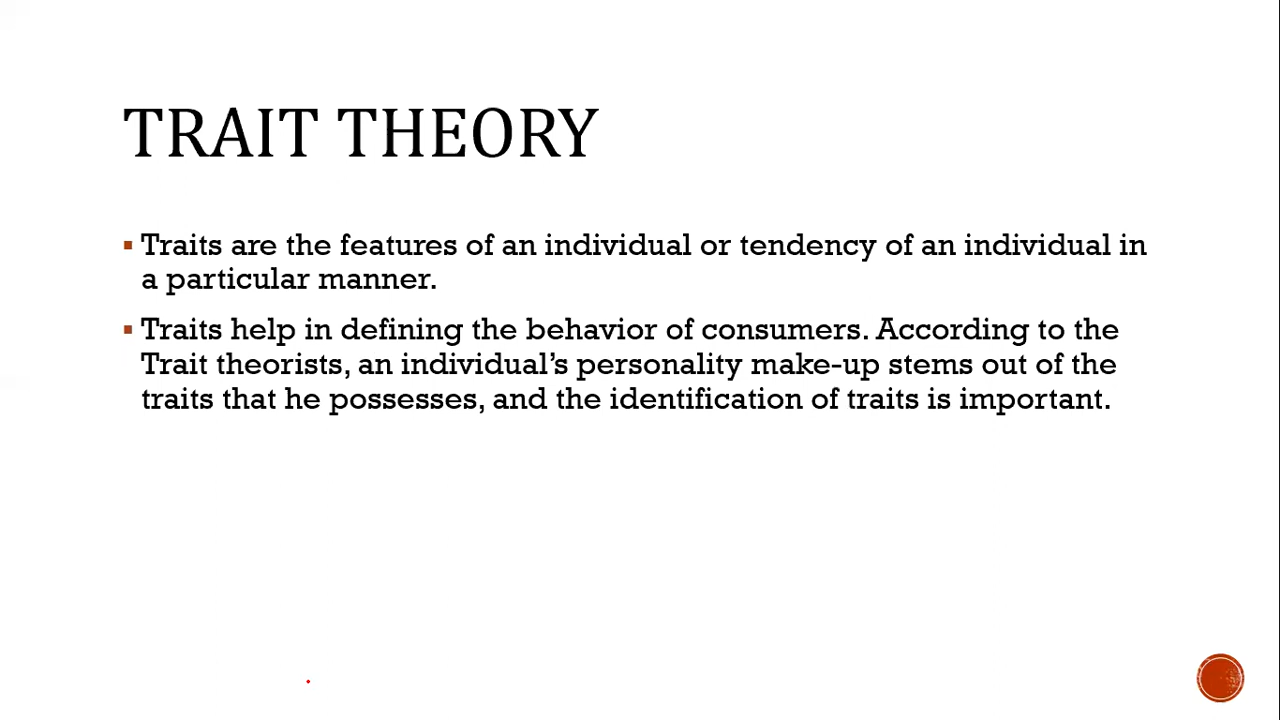 TRAIT THEORY
Traits are the features of an individual or tendency of an individual in
a particular manner.
Traits help in defining the behavior of consumers. According to the
Trait theorists, an individual’s personality make-up stems out of the
traits that he possesses, and the identification of traits is important.